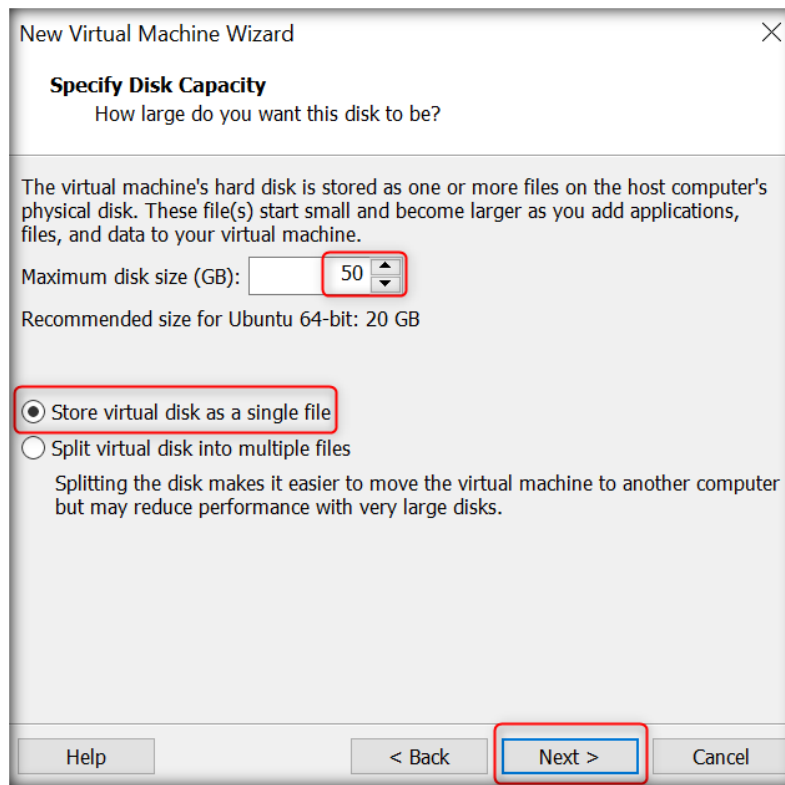 New Virtual Machine Wizard
Specify Disk Capacity
How large do you want this disk to be?
The virtual machine's hard disk is stored as one or more files on the host computer's
physical disk. These file(s) start small and become larger as you add applications,
files, and data to your virtual machine.
Maximum disk size (GB): 50
Recommended size for Ubuntu 64-bit: 20 GB
Store virtual disk as a single file
Split virtual disk into multiple files
Splitting the disk makes it easier to move the virtual machine to another computer
but may reduce performance with very large disks.
Help < Back Next > Cancel